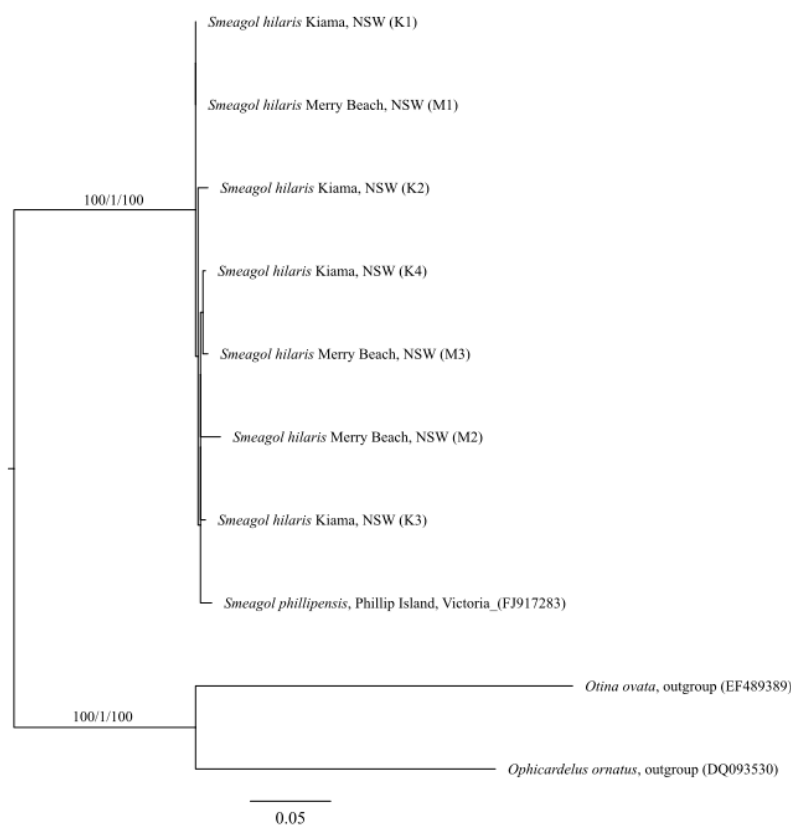 Smeagol hilaris Kiama, NSW (K1)
Smeagol hilaris Merry Beach, NSW (M1)
Smeagol hilaris Kiama, NSW (K2)
100/1/100
Smeagol hilaris Kiama, NSW (K4)
Smeagol hilaris Merry Beach, NSW (M3)
Smeagol hilaris Merry Beach, NSW (M2)
Smeagol hilaris Kiama, NSW (K3)
Smeagol phillipensis, Phillip Island, Victoria_(FJ917283)
Otina ovata, outgroup (EF489389)
100/1/100
Ophicardelus ornatus, outgroup (DQ093530)
0.05